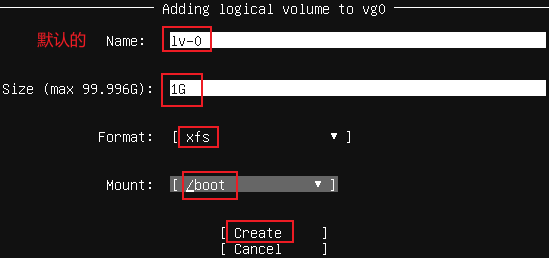 Adding logical volume to vg0
默认的 Name: lv-0
Size (max 99.996G): 1G
Format: [ xfs ▼ ]
Mount: [ /boot ▼ ]
[ Create ]
[ Cancel ]